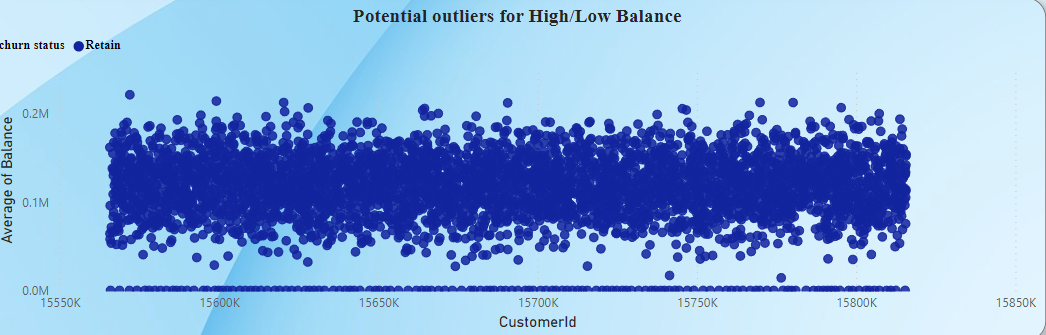 Potential outliers for High/Low Balance
churn status Retain
0.2M
0.1M
0.0M
Average of Balance
15550K 15600K 15650K 15700K 15750K 15800K 15850K
CustomerId